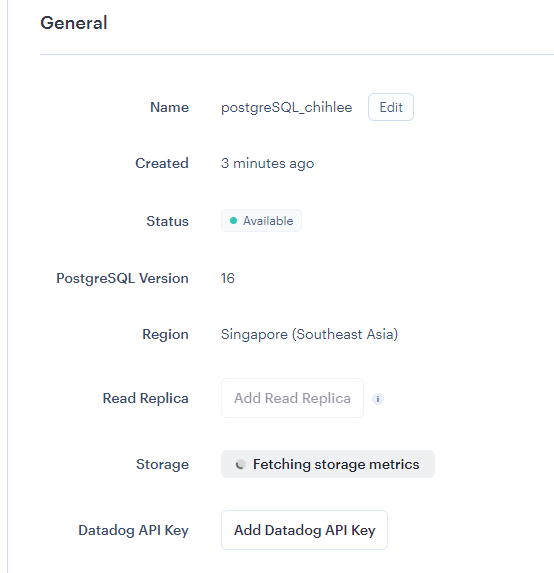 General
Name postgreSQL_chihlee Edit
Created 3 minutes ago
Status Available
PostgreSQL Version 16
Region Singapore (Southeast Asia)
Read Replica Add Read Replica i
Storage Fetching storage metrics
Datadog API Key Add Datadog API Key